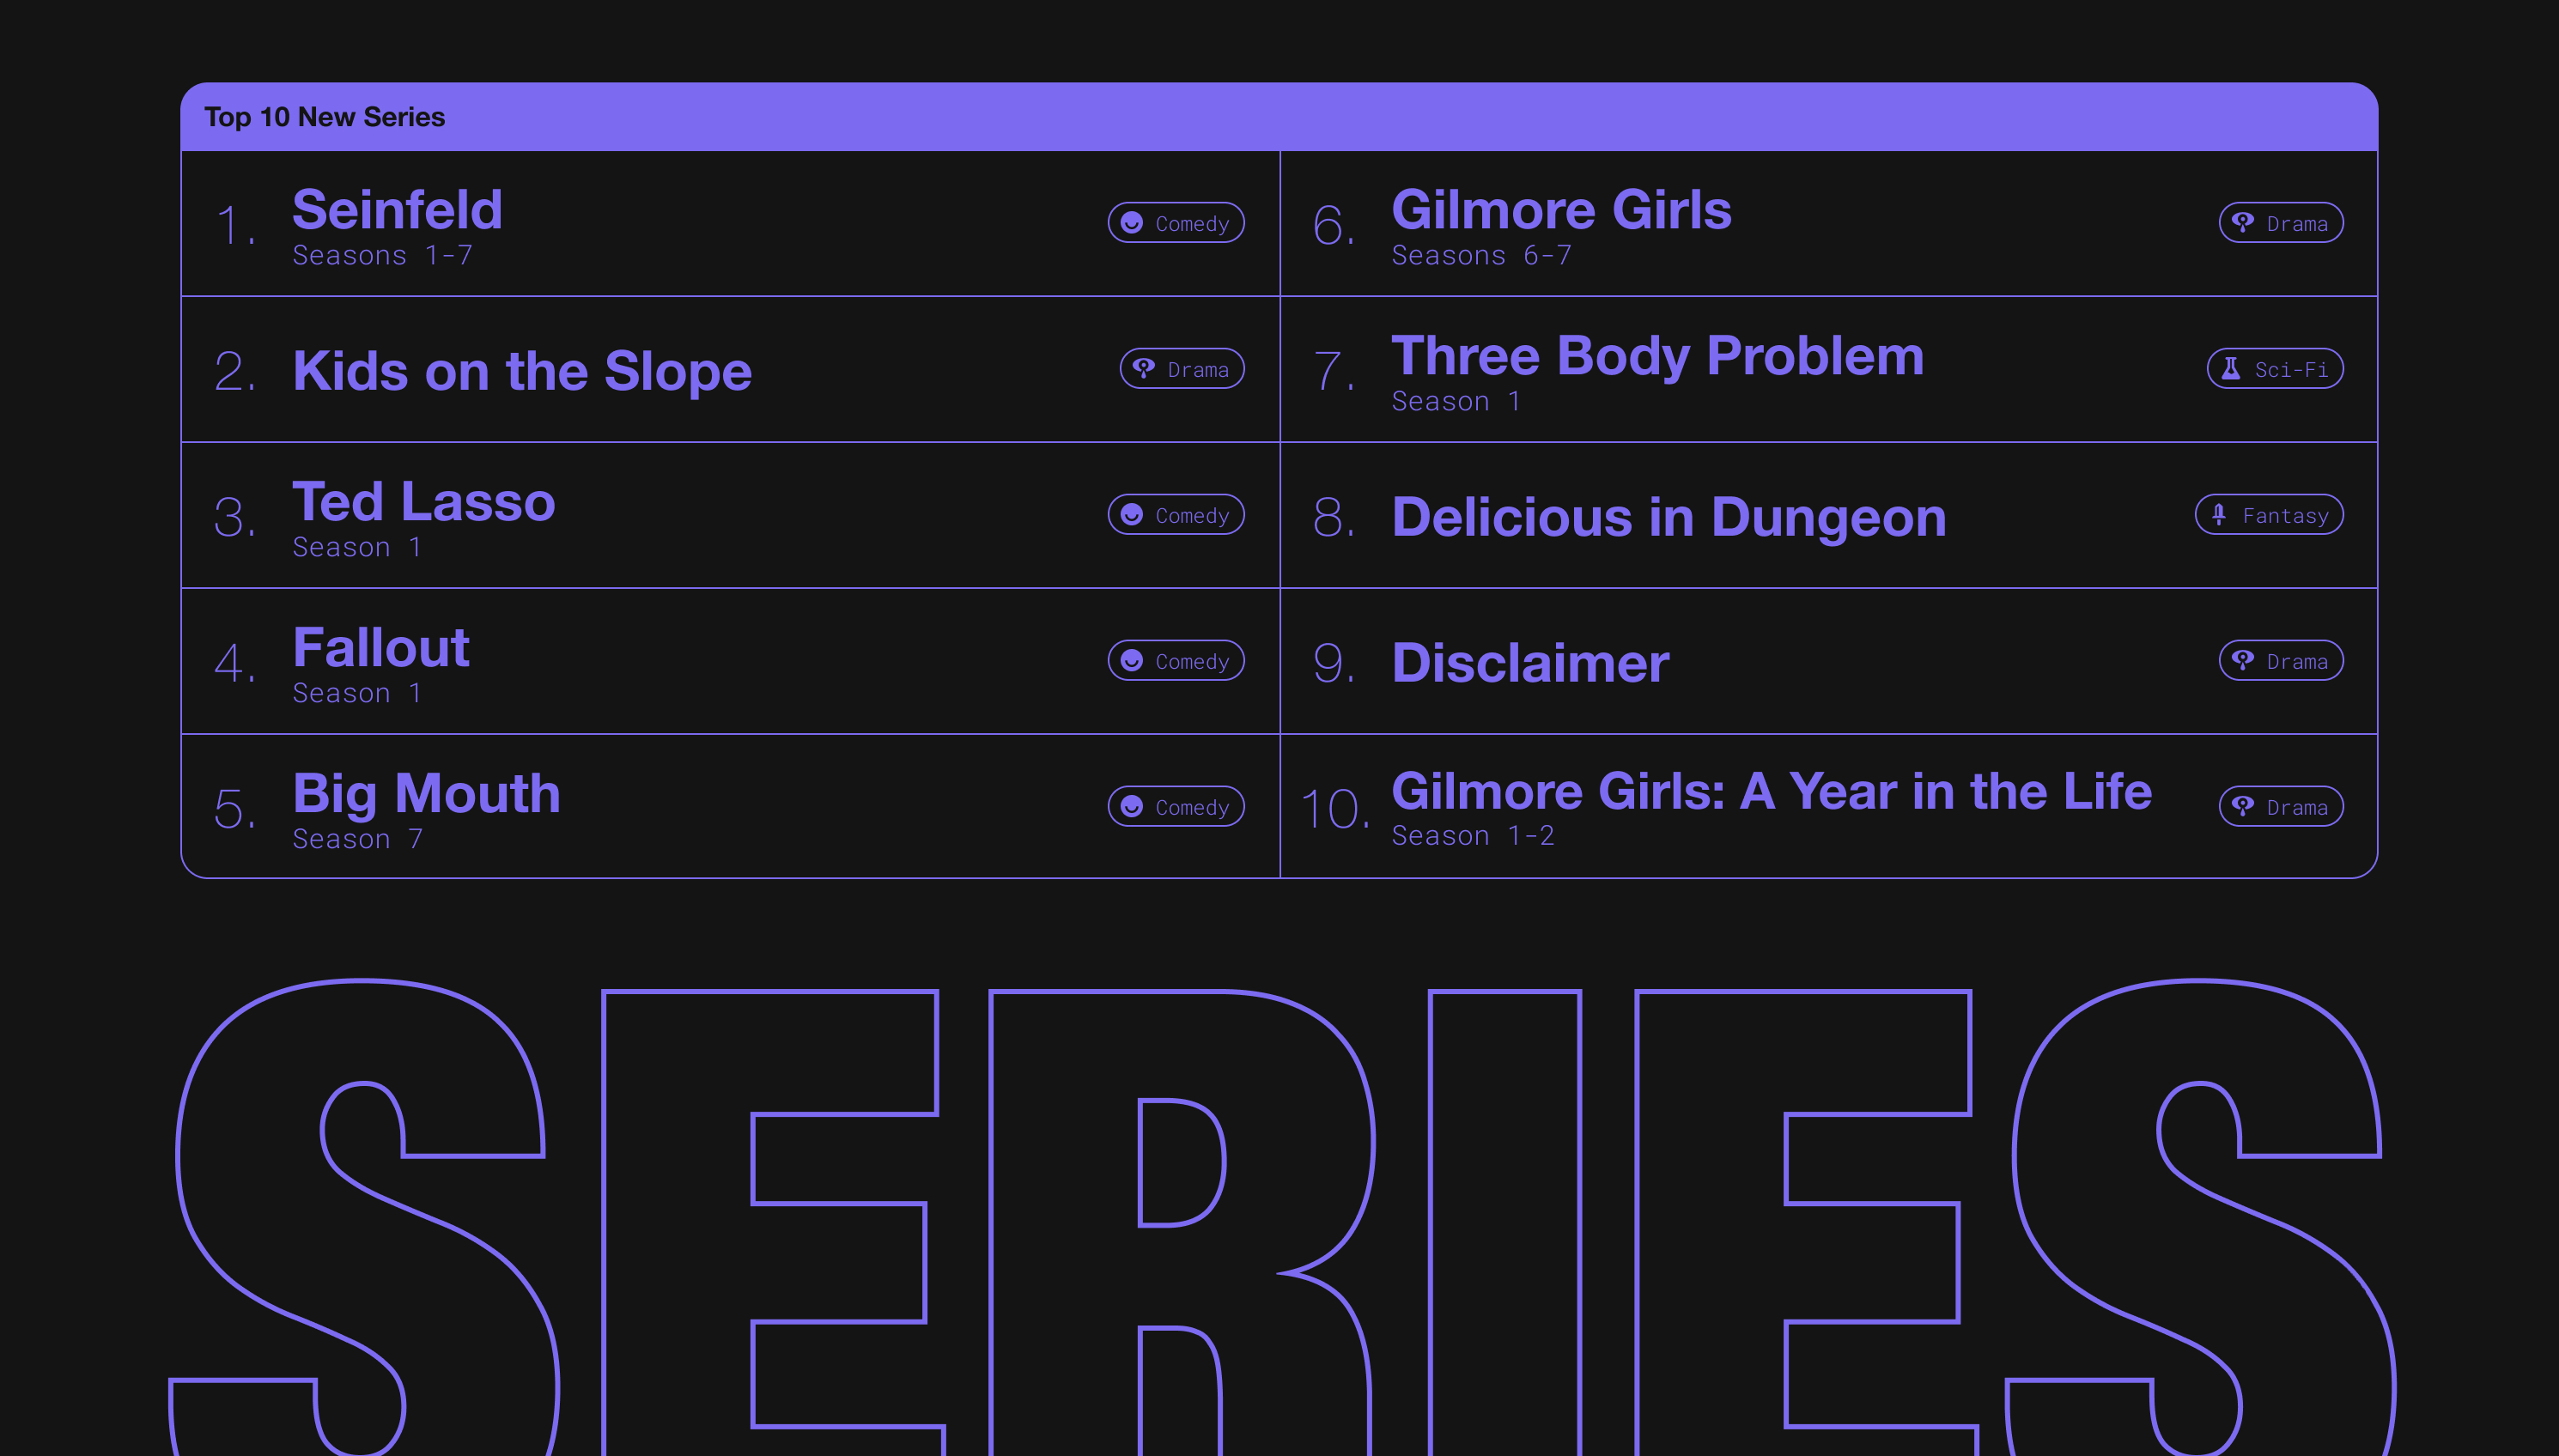 Top 10 New Series
1. Seinfeld
Seasons 1-7
Comedy
2. Kids on the Slope
Drama
3. Ted Lasso
Season 1
Comedy
4. Fallout
Season 1
Comedy
5. Big Mouth
Season 7
Comedy
6. Gilmore Girls
Seasons 6-7
Drama
7. Three Body Problem
Season 1
Sci-Fi
8. Delicious in Dungeon
Fantasy
9. Disclaimer
Drama
10. Gilmore Girls: A Year in the Life
Season 1-2
Drama
SERIES